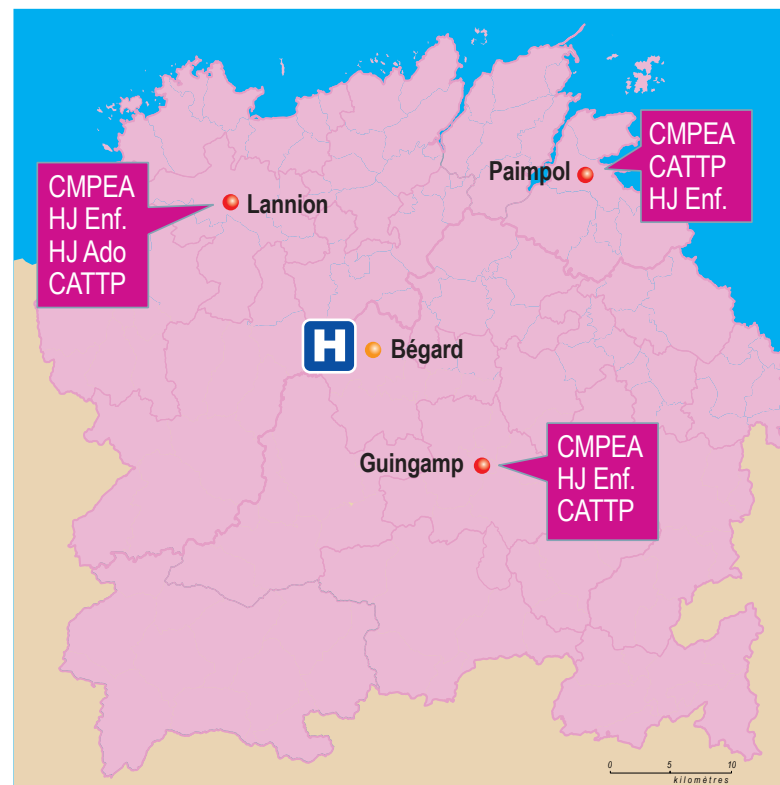 CMPEA
HJ Enf.
HJ Ado
CATTP
Lannion
Paimpol
CMPEA
CATTP
HJ Enf.
H
Bégard
Guingamp
CMPEA
HJ Enf.
CATTP
0 5 10
kilomètres